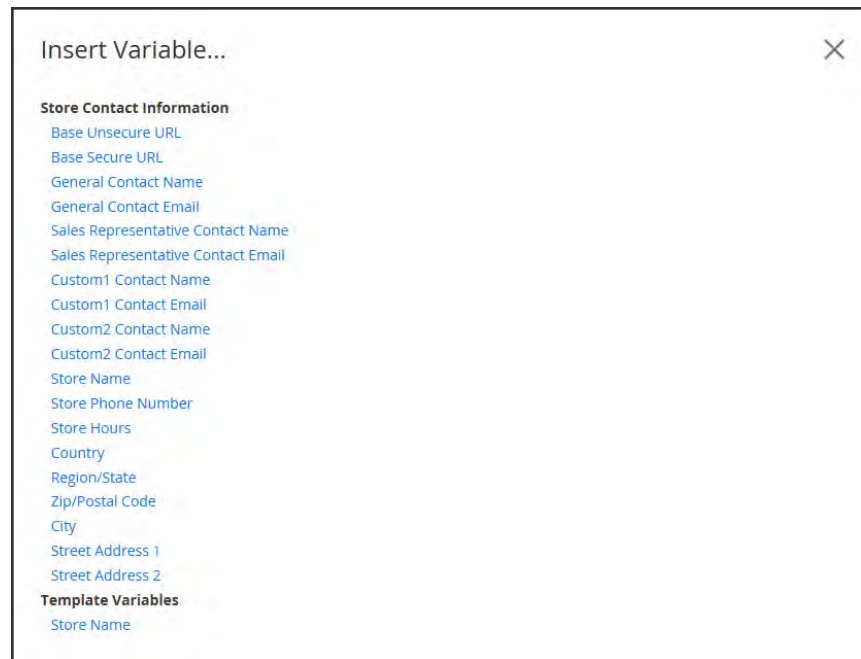 Insert Variable...
Store Contact Information
Base Unsecure URL
Base Secure URL
General Contact Name
General Contact Email
Sales Representative Contact Name
Sales Representative Contact Email
Custom1 Contact Name
Custom1 Contact Email
Custom2 Contact Name
Custom2 Contact Email
Store Name
Store Phone Number
Store Hours
Country
Region/State
Zip/Postal Code
City
Street Address 1
Street Address 2
Template Variables
Store Name